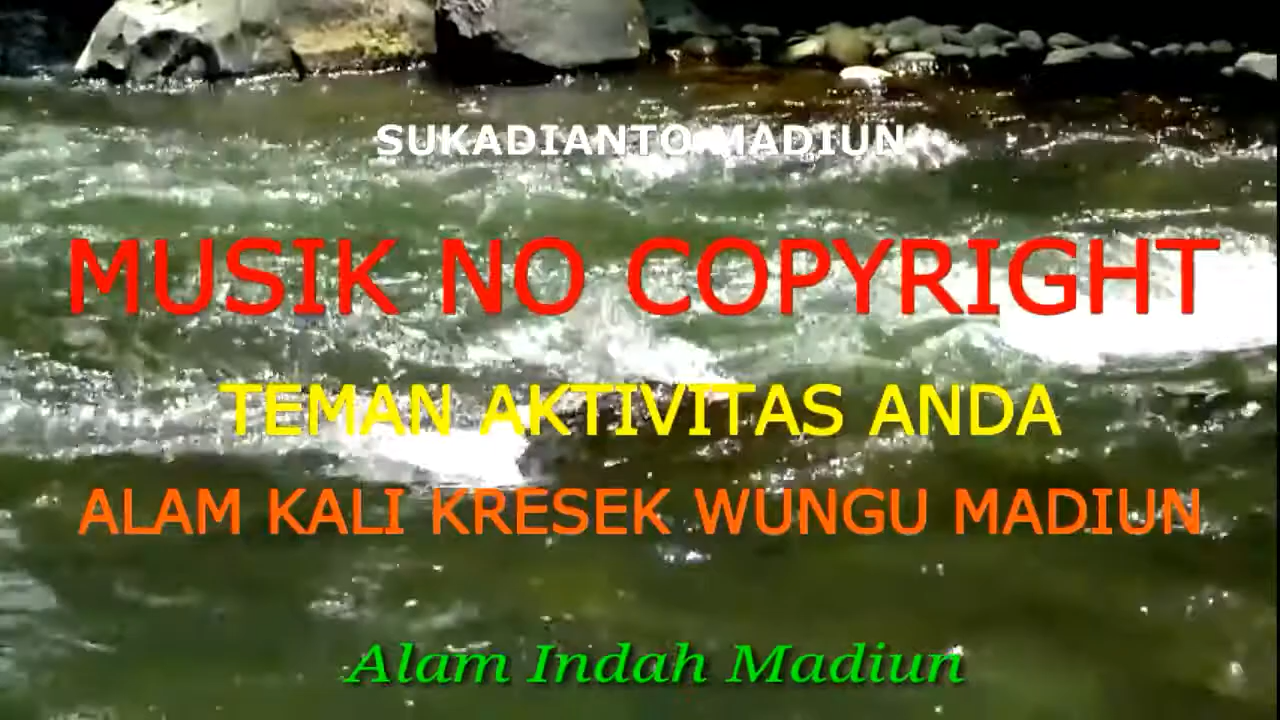 SUKADIANTO MADIUN
MUSIK NO COPYRIGHT
TEMAN AKTIVITAS ANDA
ALAM KALI KRESEK WUNGU MADIUN
Alam Indah Madiun